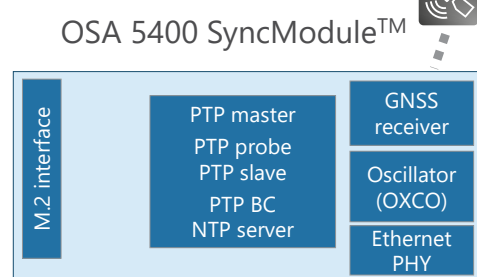 OSA 5400 SyncModule™
M.2 interface
PTP master
PTP probe
PTP slave
PTP BC
NTP server
GNSS
receiver
Oscillator
(OXCO)
Ethernet
PHY